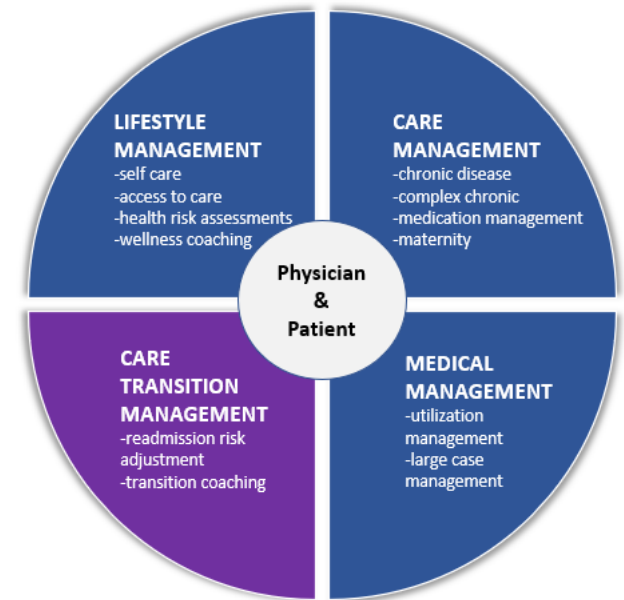 LIFESTYLE
MANAGEMENT
-self care
-access to care
-health risk assessments
-wellness coaching
CARE
MANAGEMENT
-chronic disease
-complex chronic
-medication management
-maternity
Physician
&
Patient
CARE
TRANSITION
MANAGEMENT
-readmission risk
adjustment
-transition coaching
MEDICAL
MANAGEMENT
-utilization
management
-large case
management